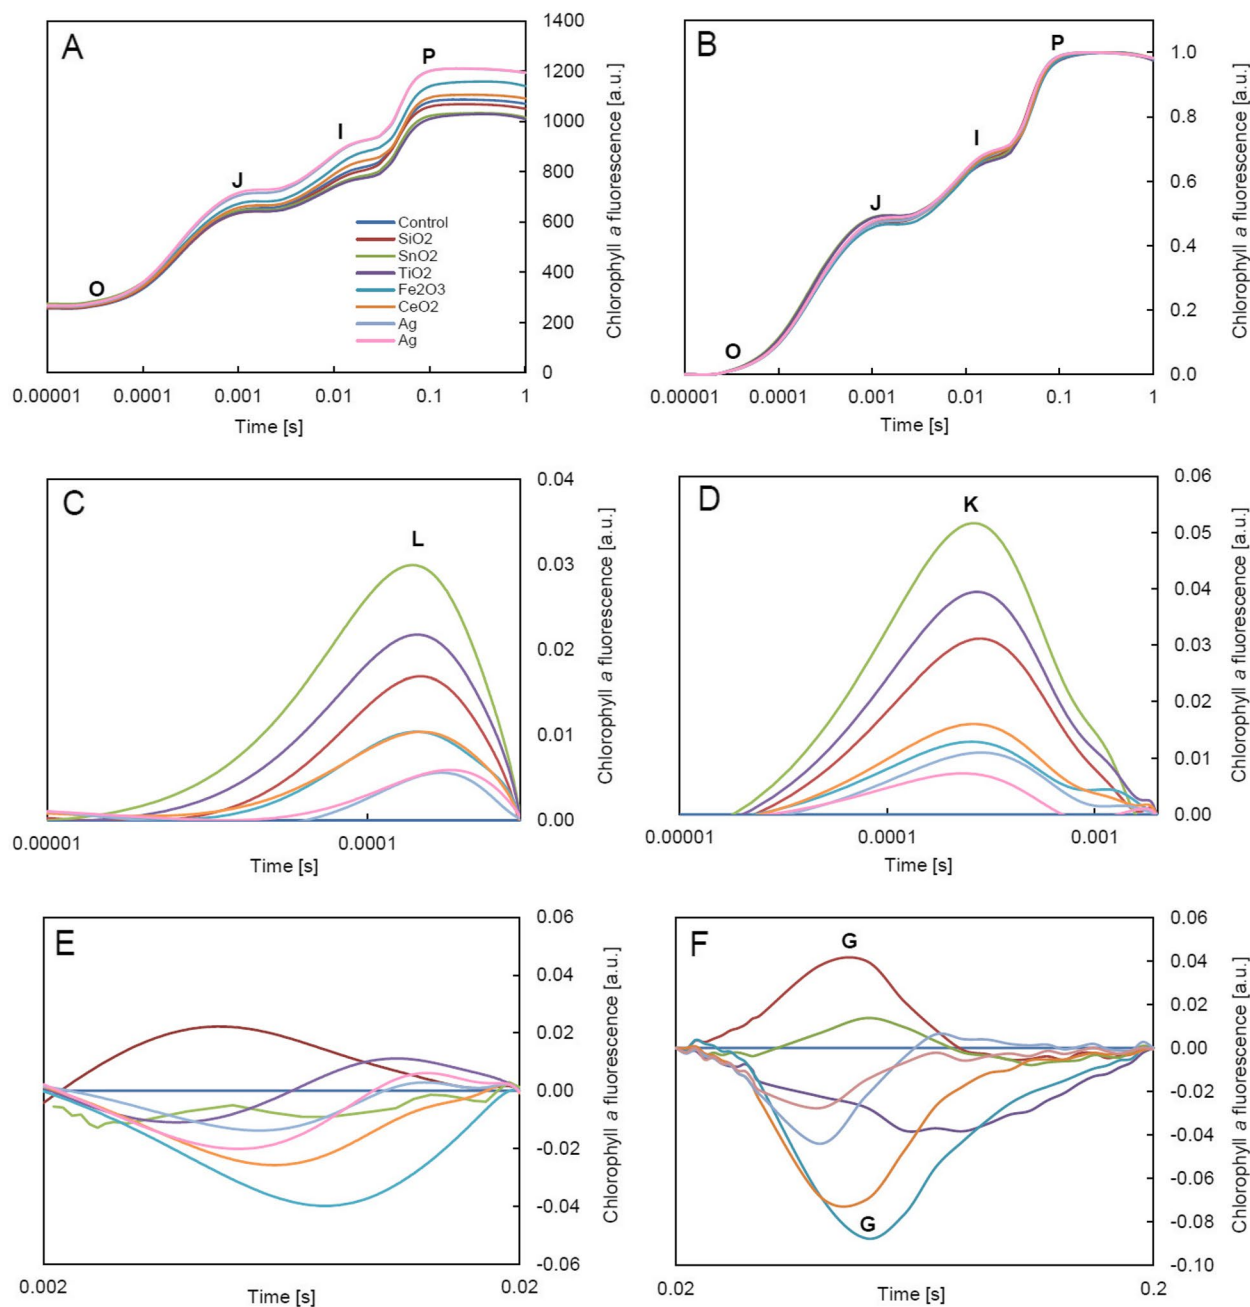 A
1400
1200
1000
800
600
400
200
0
Chlorophyll a fluorescence [a.u.]
P
I
J
O
Control
SiO2
SnO2
TiO2
Fe2O3
CeO2
Ag
Ag
0.00001 0.0001 0.001 0.01 0.1 1
Time [s]
B
1.0
0.8
0.6
0.4
0.2
0.0
Chlorophyll a fluorescence [a.u.]
P
I
J
O
0.00001 0.0001 0.001 0.01 0.1 1
Time [s]
C
L
0.04
0.03
0.02
0.01
0.00
Chlorophyll a fluorescence [a.u.]
0.00001 0.0001
Time [s]
D
K
0.06
0.05
0.04
0.03
0.02
0.01
0.00
Chlorophyll a fluorescence [a.u.]
0.00001 0.0001 0.001
Time [s]
E
0.06
0.04
0.02
0.00
-0.02
-0.04
-0.06
Chlorophyll a fluorescence [a.u.]
0.002 0.02
Time [s]
F
G
G
0.06
0.04
0.02
0.00
-0.02
-0.04
-0.06
-0.08
-0.10
Chlorophyll a fluorescence [a.u.]
0.02 0.2
Time [s]